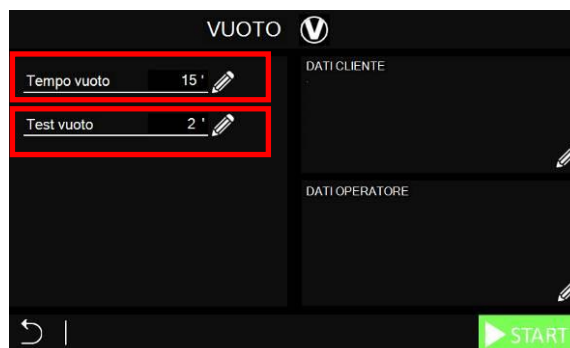 VUOTO V
Tempo vuoto 15 '
Test vuoto 2 '
DATI CLIENTE
DATI OPERATORE
START